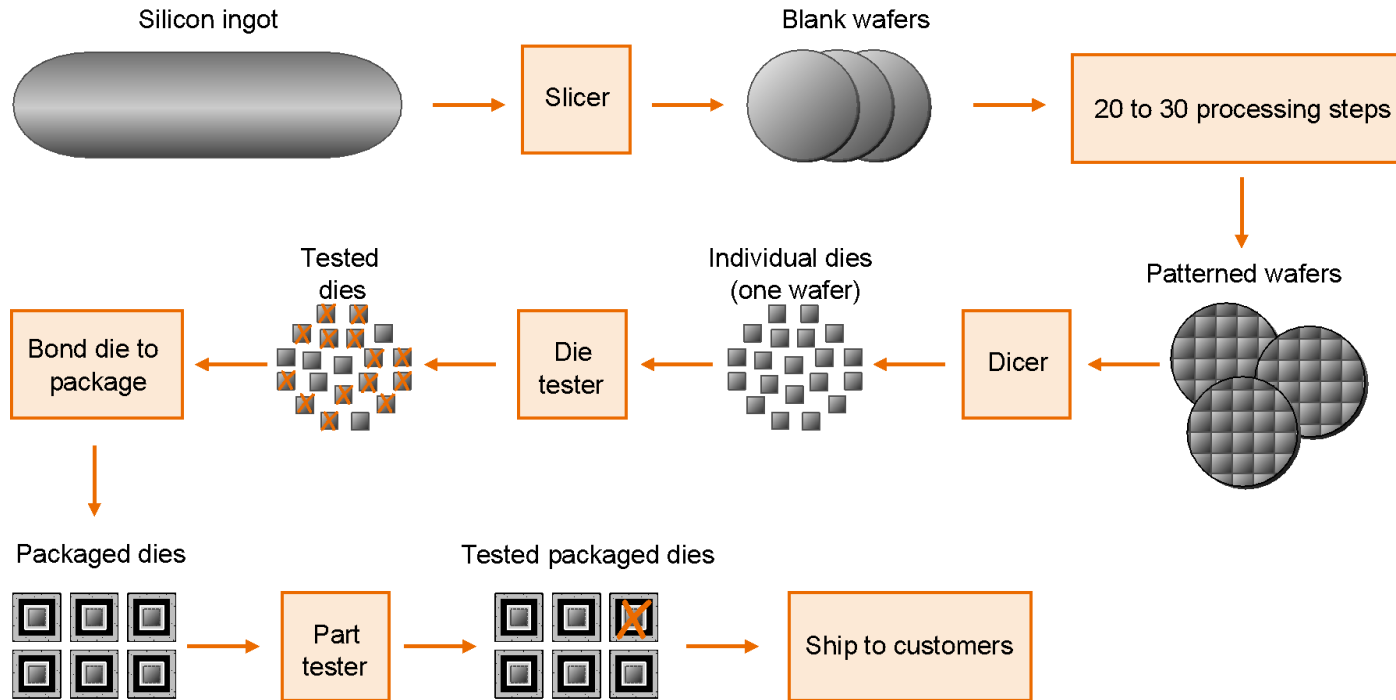 Silicon ingot
Blank wafers
Slicer
20 to 30 processing steps
Patterned wafers
Individual dies
(one wafer)
Tested
dies
Dicer
Die
tester
Bond die to
package
Packaged dies
Tested packaged dies
Part
tester
Ship to customers